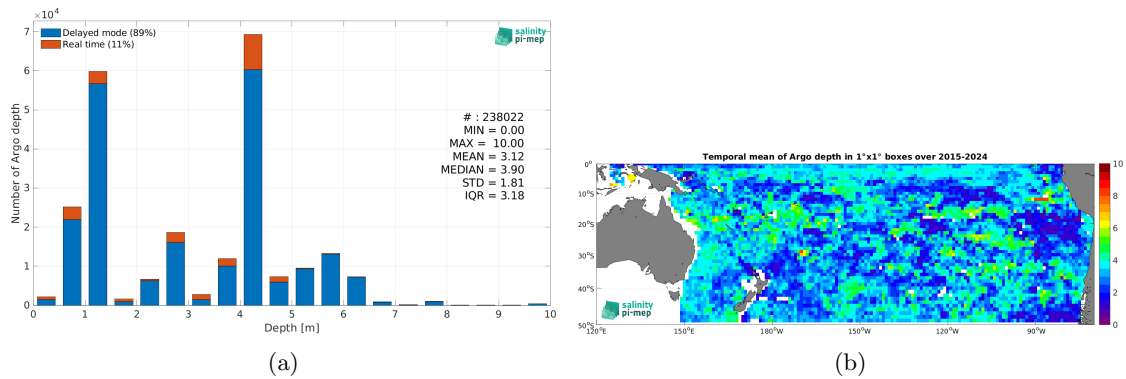 ×10⁴
Delayed mode (89%)
Real time (11%)
salinity
pi-mep
7
6
5
4
3
2
1
0
Number of Argo depth
# : 238022
MIN = 0.00
MAX = 10.00
MEAN = 3.12
MEDIAN = 3.90
STD = 1.81
IQR = 3.18
0 1 2 3 4 5 6 7 8 9 10
Depth [m]
(a)
Temporal mean of Argo depth in 1°x1° boxes over 2015-2024
0°
10°S
20°S
30°S
40°S
50°S
120°E 150°E 180°W 150°W 120°W 90°W
10
8
6
4
2
0
salinity
pi-mep
(b)